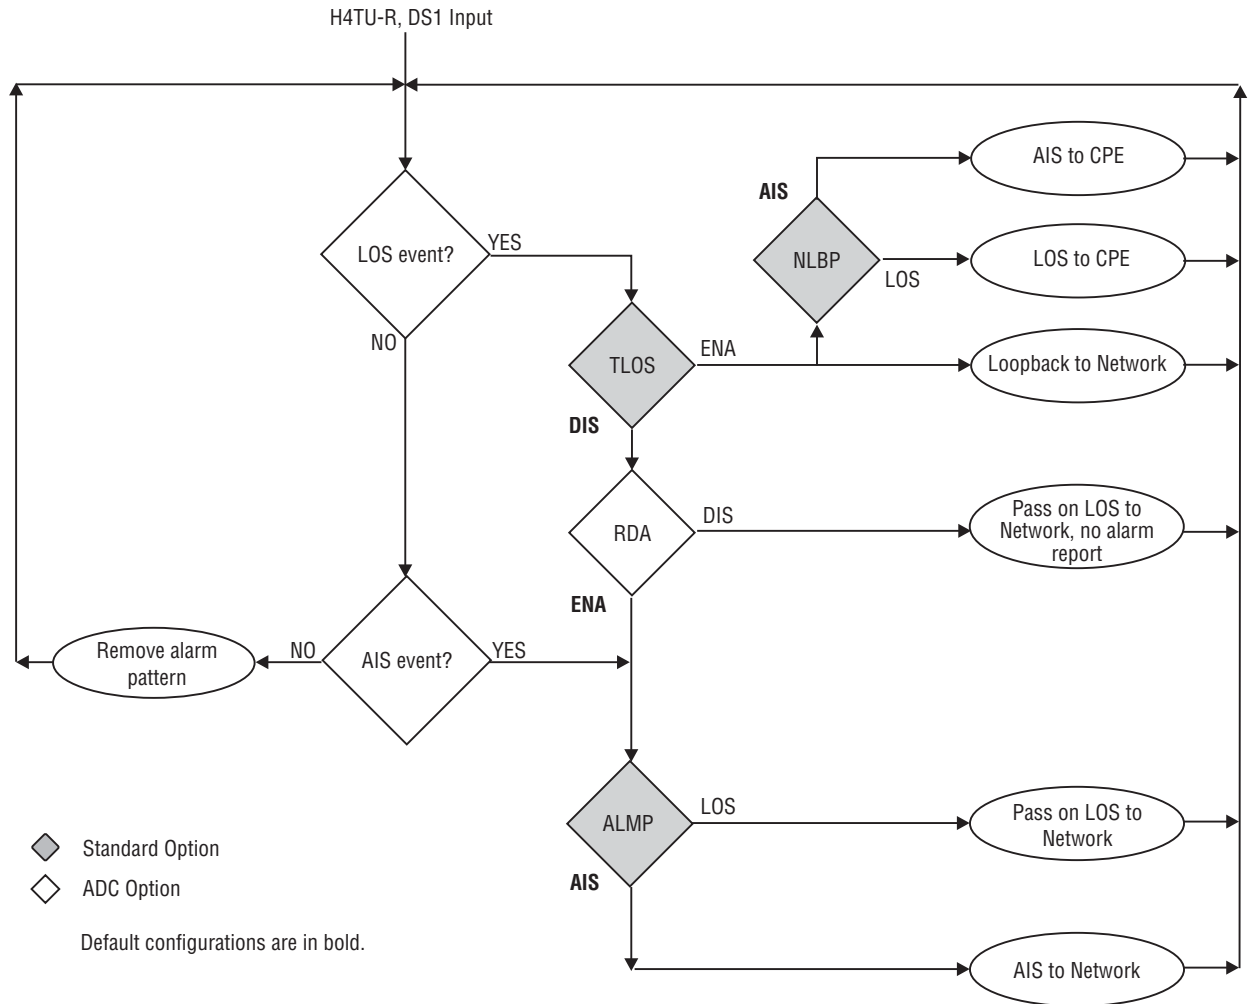 H4TU-R, DS1 Input
AIS to CPE
AIS
LOS event?
YES
NLBP
LOS
LOS to CPE
NO
TLOS
ENA
Loopback to Network
DIS
RDA
DIS
Pass on LOS to
Network, no alarm
report
ENA
Remove alarm
pattern
NO
AIS event?
YES
ALMP
LOS
Pass on LOS to
Network
AIS
Standard Option
ADC Option
Default configurations are in bold.
AIS to Network